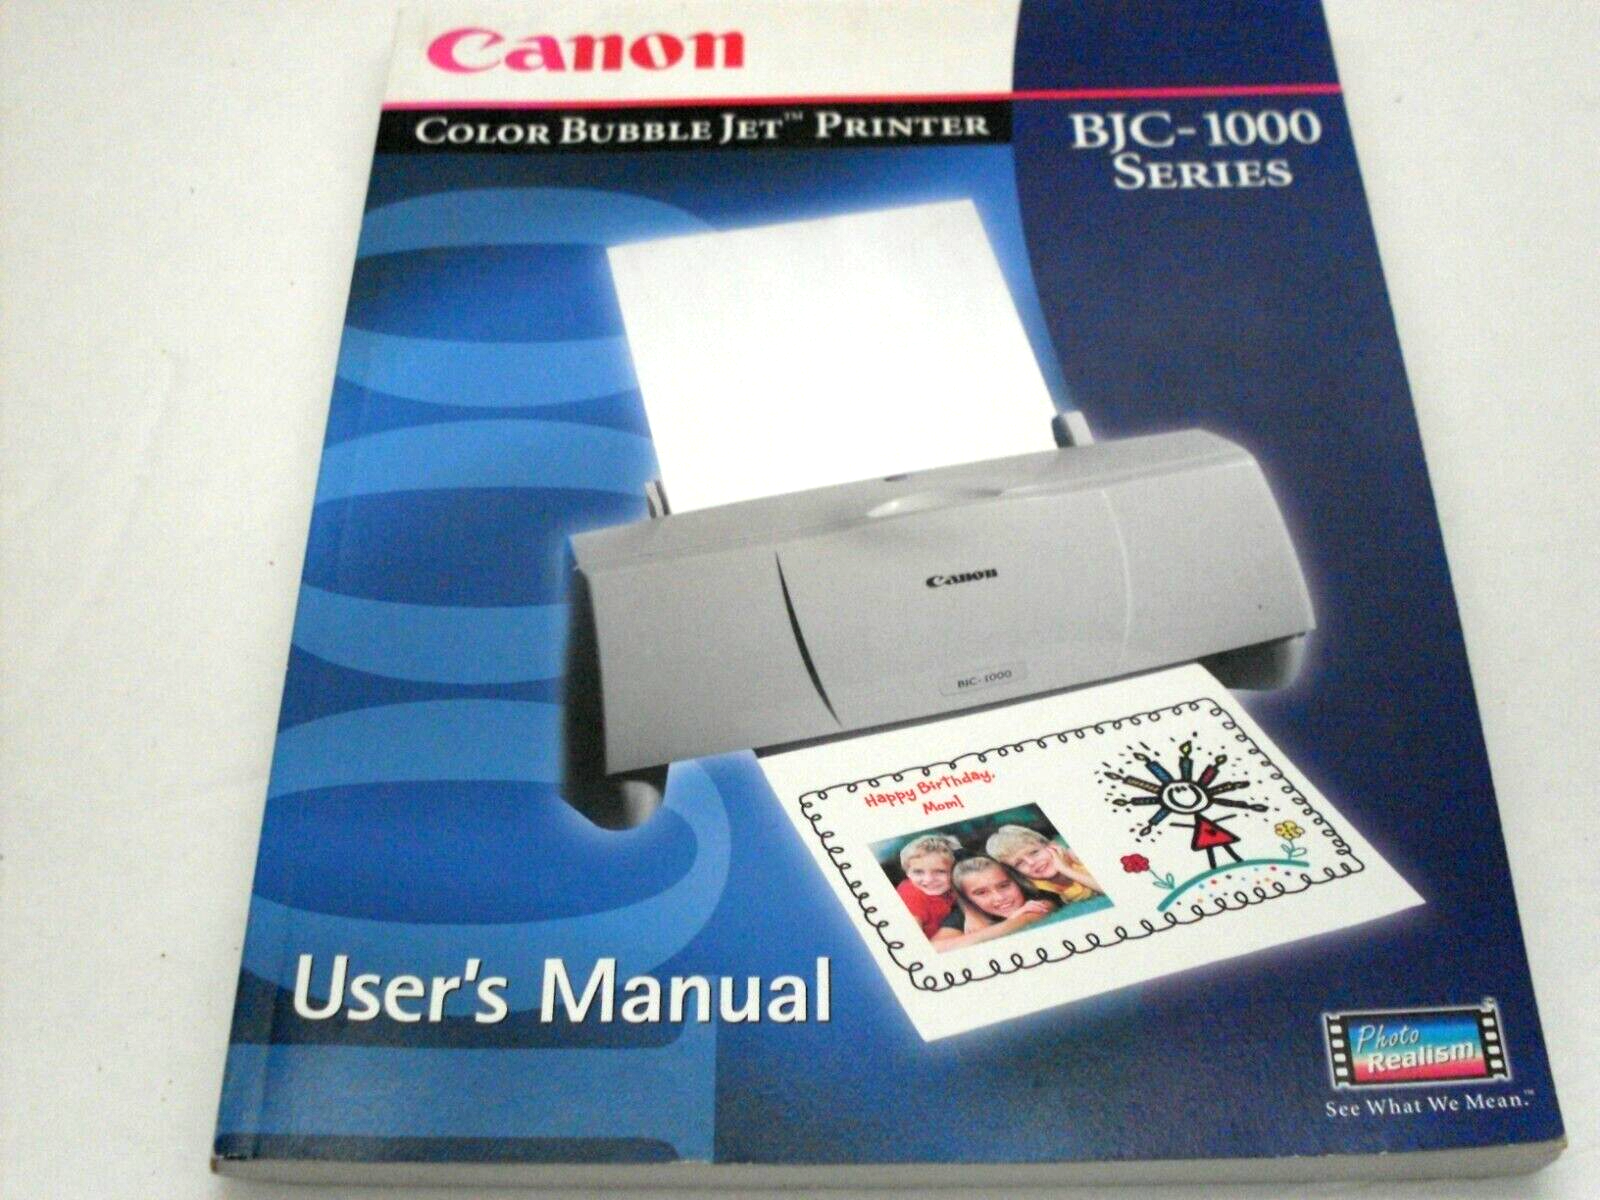 Canon
COLOR BUBBLE JET™ PRINTER
BJC-1000
SERIES
Canon
BJC-1000
Happy Birthday,
Mom!
User's Manual
Photo
Realism
See What We Mean.™
1000